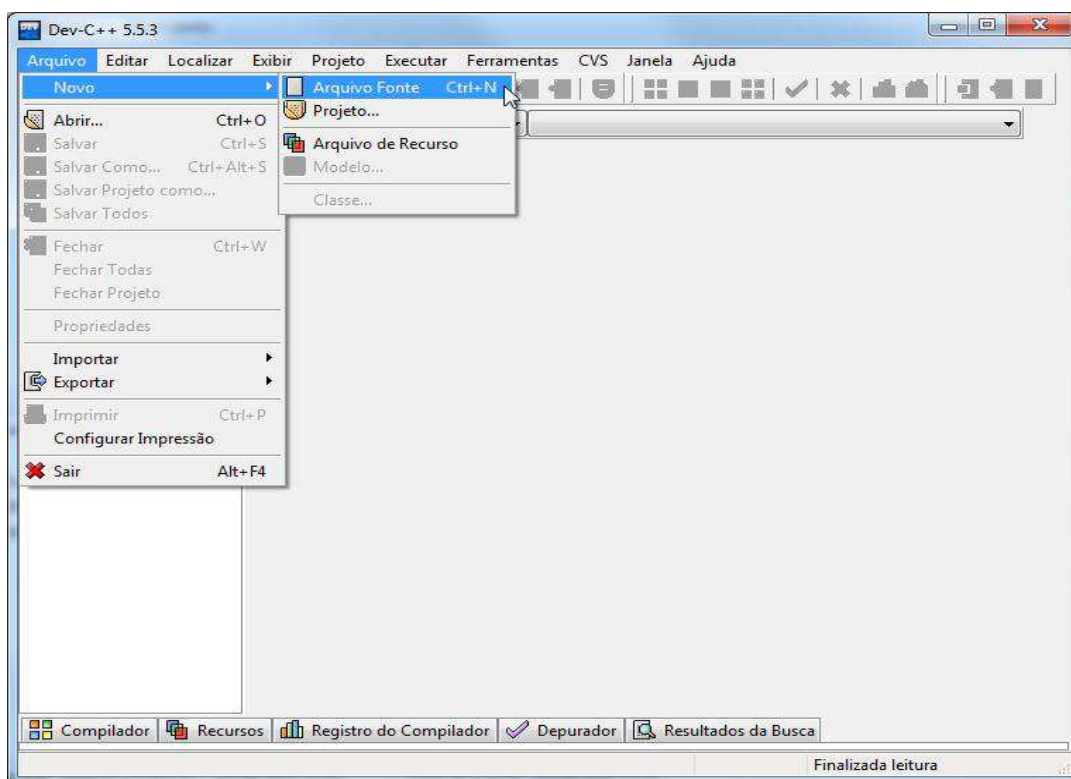 Dev-C++ 5.5.3
Arquivo Editar Localizar Exibir Projeto Executar Ferramentas CVS Janela Ajuda
Novo
Arquivo Fonte Ctrl+N
Projeto...
Arquivo de Recurso
Modelo...
Classe...
Abrir... Ctrl+O
Salvar Ctrl+S
Salvar Como... Ctrl+Alt+S
Salvar Projeto como...
Salvar Todos
Fechar Ctrl+W
Fechar Todas
Fechar Projeto
Propriedades
Importar
Exportar
Imprimir Ctrl+P
Configurar Impressão
Sair Alt+F4
Compilador Recursos Registro do Compilador Depurador Resultados da Busca
Finalizada leitura